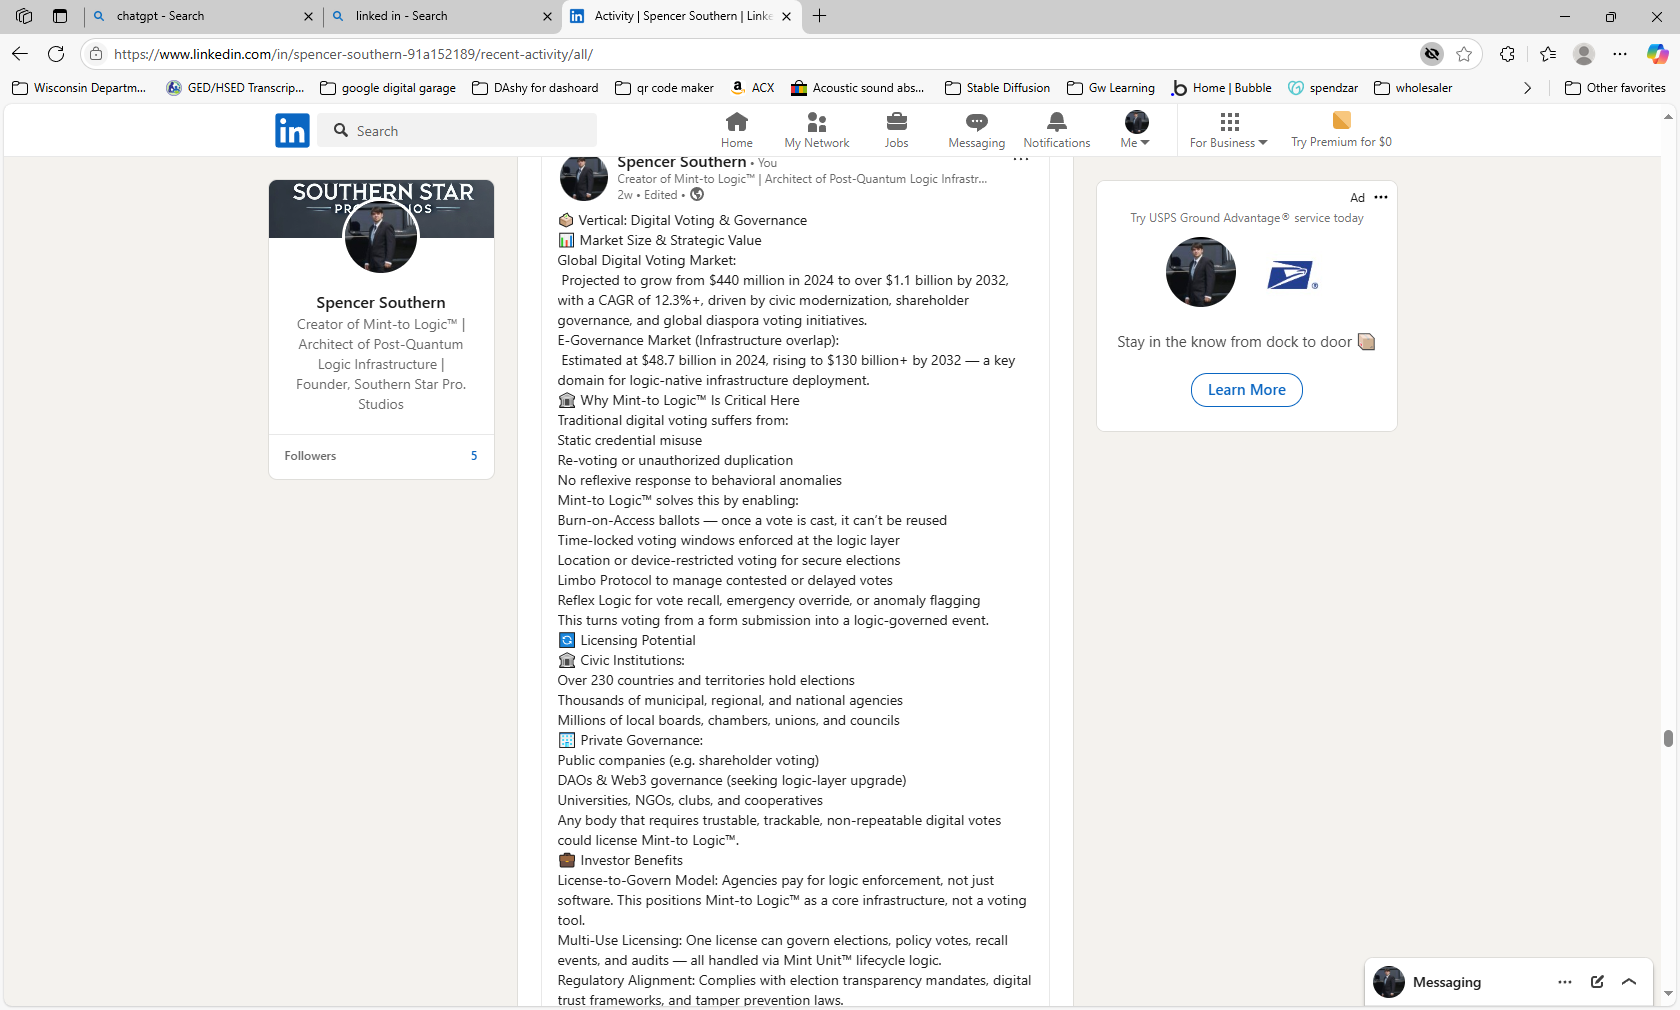 chatgpt - Search
linked in - Search
Activity | Spencer Southern | Linke
https://www.linkedin.com/in/spencer-southern-91a152189/recent-activity/all/
Wisconsin Departm...
GED/HSED Transcrip...
google digital garage
DAshy for dashoard
qr code maker
ACX
Acoustic sound abs...
Stable Diffusion
Gw Learning
Home | Bubble
spendzar
wholesaler
Other favorites
in
Search
Home
My Network
Jobs
Messaging
Notifications
Me
For Business
Try Premium for $0
SOUTHERN STAR
Spencer Southern
Creator of Mint-to Logic™ |
Architect of Post-Quantum
Logic Infrastructure |
Founder, Southern Star Pro.
Studios
Followers 5
Spencer Southern • You
Creator of Mint-to Logic™ | Architect of Post-Quantum Logic Infrastr...
2w • Edited •
Vertical: Digital Voting & Governance
Market Size & Strategic Value
Global Digital Voting Market:
Projected to grow from $440 million in 2024 to over $1.1 billion by 2032,
with a CAGR of 12.3%+, driven by civic modernization, shareholder
governance, and global diaspora voting initiatives.
E-Governance Market (Infrastructure overlap):
Estimated at $48.7 billion in 2024, rising to $130 billion+ by 2032 — a key
domain for logic-native infrastructure deployment.
Why Mint-to Logic™ Is Critical Here
Traditional digital voting suffers from:
Static credential misuse
Re-voting or unauthorized duplication
No reflexive response to behavioral anomalies
Mint-to Logic™ solves this by enabling:
Burn-on-Access ballots — once a vote is cast, it can’t be reused
Time-locked voting windows enforced at the logic layer
Location or device-restricted voting for secure elections
Limbo Protocol to manage contested or delayed votes
Reflex Logic for vote recall, emergency override, or anomaly flagging
This turns voting from a form submission into a logic-governed event.
Licensing Potential
Civic Institutions:
Over 230 countries and territories hold elections
Thousands of municipal, regional, and national agencies
Millions of local boards, chambers, unions, and councils
Private Governance:
Public companies (e.g. shareholder voting)
DAOs & Web3 governance (seeking logic-layer upgrade)
Universities, NGOs, clubs, and cooperatives
Any body that requires trustable, trackable, non-repeatable digital votes
could license Mint-to Logic™.
Investor Benefits
License-to-Govern Model: Agencies pay for logic enforcement, not just
software. This positions Mint-to Logic™ as a core infrastructure, not a voting
tool.
Multi-Use Licensing: One license can govern elections, policy votes, recall
events, and audits — all handled via Mint Unit™ lifecycle logic.
Regulatory Alignment: Complies with election transparency mandates, digital
trust frameworks, and tamper prevention laws.
Ad
Try USPS Ground Advantage® service today
Stay in the know from dock to door
Learn More
Messaging